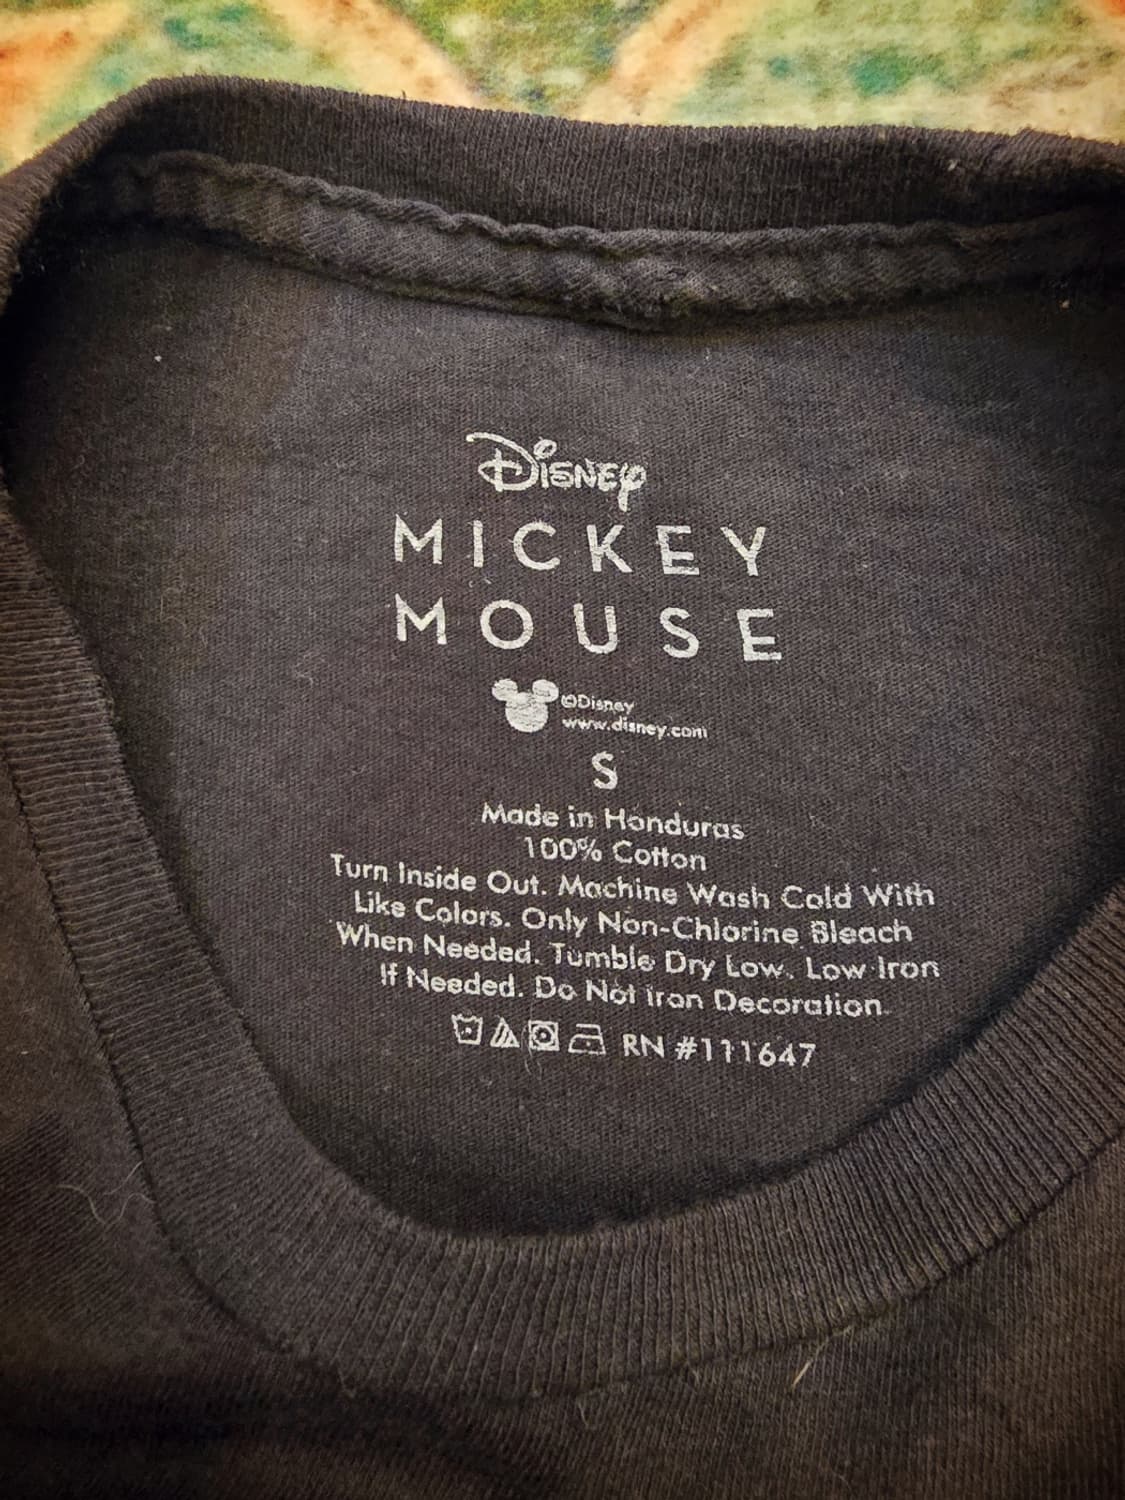 Disney
MICKEY
MOUSE
©Disney
www.disney.com
S
Made in Honduras
100% Cotton
Turn Inside Out. Machine Wash Cold With
Like Colors. Only Non-Chlorine Bleach
When Needed. Tumble Dry Low. Low Iron
If Needed. Do Not Iron Decoration.
RN #111647